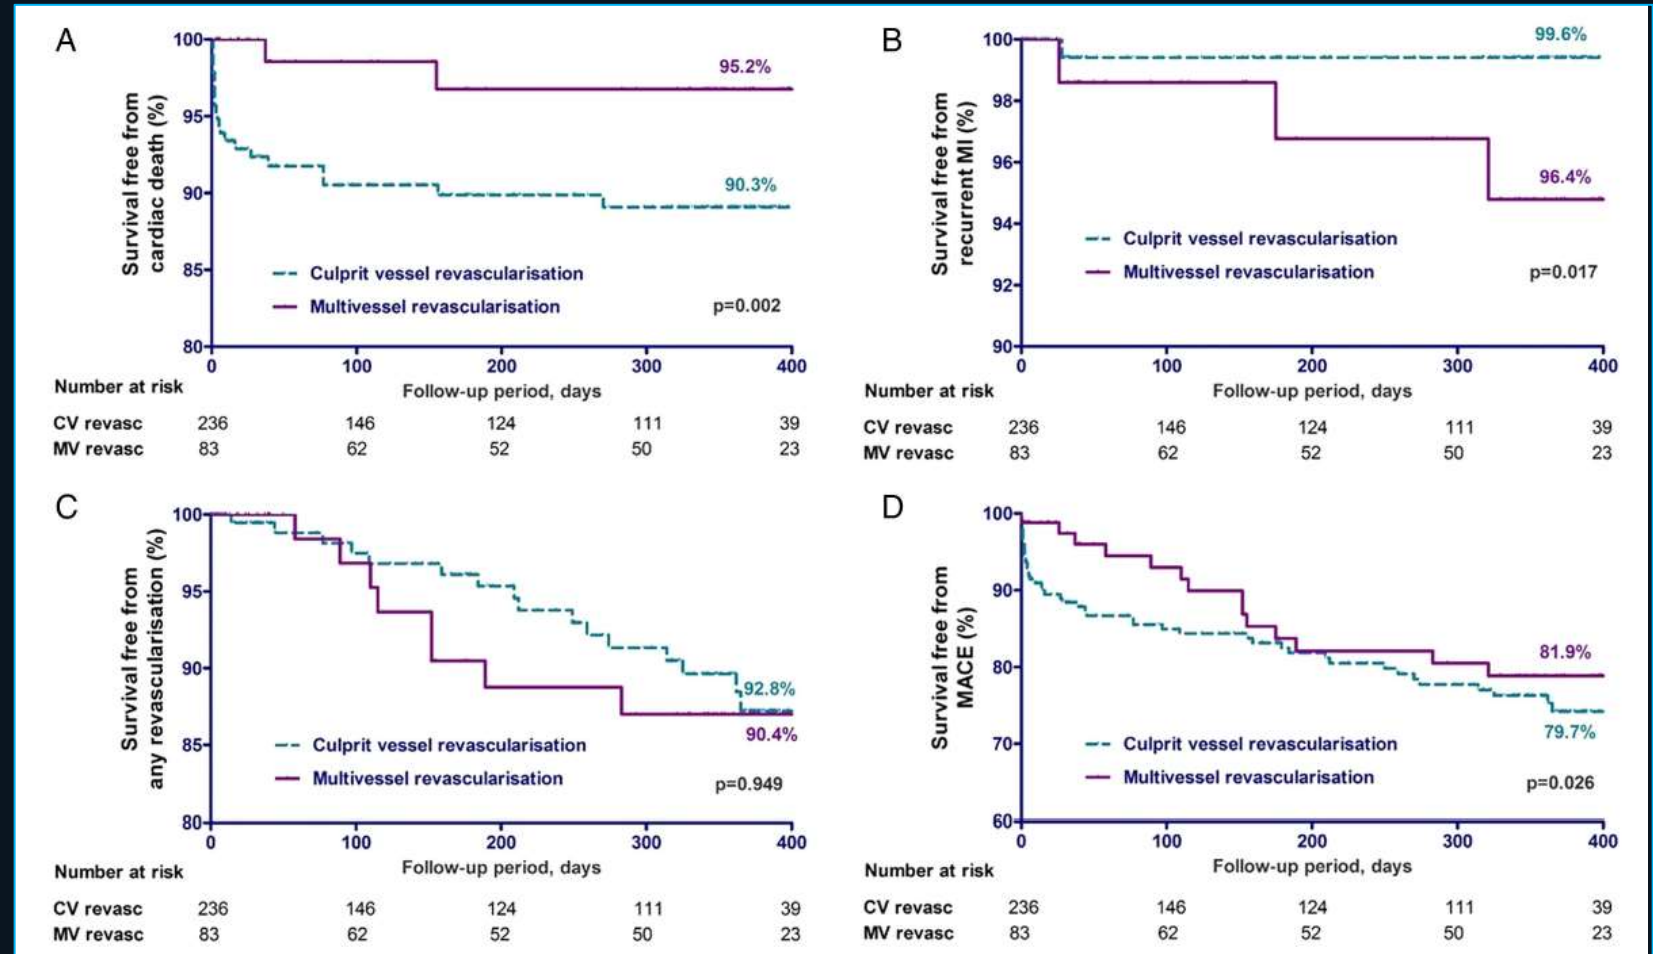 A
Survival free from
cardiac death (%)
100
95
90
85
80
95.2%
90.3%
Culprit vessel revascularisation
Multivessel revascularisation
p=0.002
0 100 200 300 400
Number at risk
Follow-up period, days
CV revasc 236 146 124 111 39
MV revasc 83 62 52 50 23
B
Survival free from
recurrent MI (%)
100
98
96
94
92
90
99.6%
96.4%
Culprit vessel revascularisation
Multivessel revascularisation
p=0.017
0 100 200 300 400
Number at risk
Follow-up period, days
CV revasc 236 146 124 111 39
MV revasc 83 62 52 50 23
C
Survival free from
any revascularisation (%)
100
95
90
85
80
92.8%
90.4%
Culprit vessel revascularisation
Multivessel revascularisation
p=0.949
0 100 200 300 400
Number at risk
Follow-up period, days
CV revasc 236 146 124 111 39
MV revasc 83 62 52 50 23
D
Survival free from
MACE (%)
100
90
80
70
60
81.9%
79.7%
Culprit vessel revascularisation
Multivessel revascularisation
p=0.026
0 100 200 300 400
Number at risk
Follow-up period, days
CV revasc 236 146 124 111 39
MV revasc 83 62 52 50 23